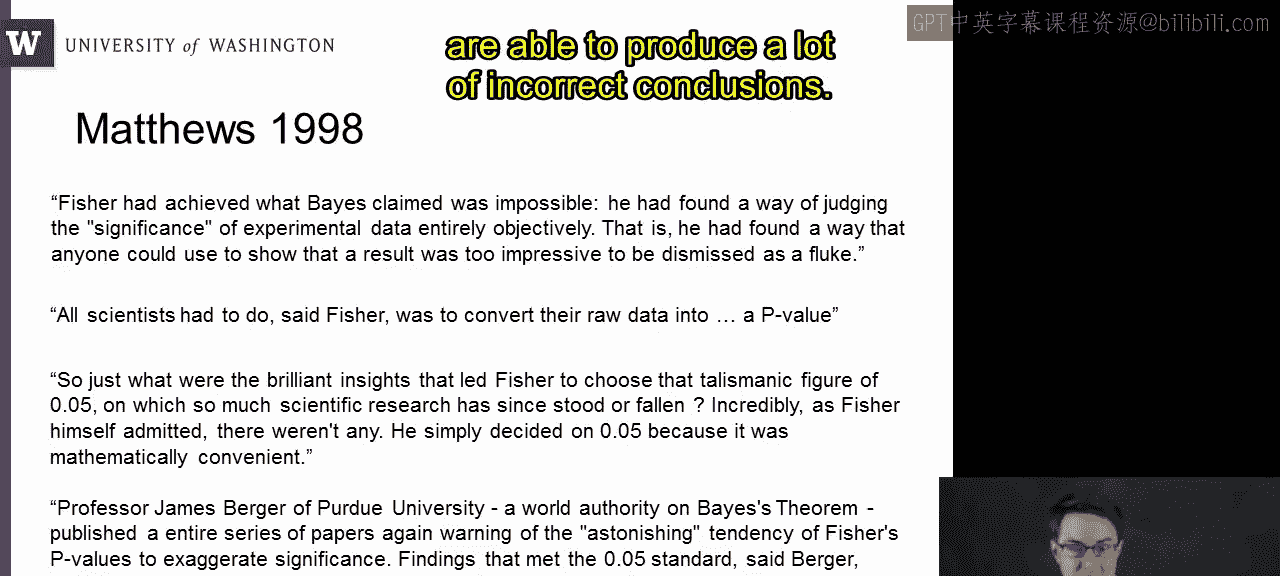 W UNIVERSITY of WASHINGTON
GPT中英字幕课程资源@bilibili.com
are able to produce a lot
of incorrect conclusions.
Matthews 1998
“Fisher had achieved what Bayes claimed was impossible: he had found a way of judging
the "significance" of experimental data entirely objectively. That is, he had found a way that
anyone could use to show that a result was too impressive to be dismissed as a fluke.”
“All scientists had to do, said Fisher, was to convert their raw data into … a P-value”
“So just what were the brilliant insights that led Fisher to choose that talismanic figure of
0.05, on which so much scientific research has since stood or fallen ? Incredibly, as Fisher
himself admitted, there weren't any. He simply decided on 0.05 because it was
mathematically convenient.”
“Professor James Berger of Purdue University - a world authority on Bayes's Theorem -
published a entire series of papers again warning of the "astonishing" tendency of Fisher's
P-values to exaggerate significance. Findings that met the 0.05 standard, said Berger,